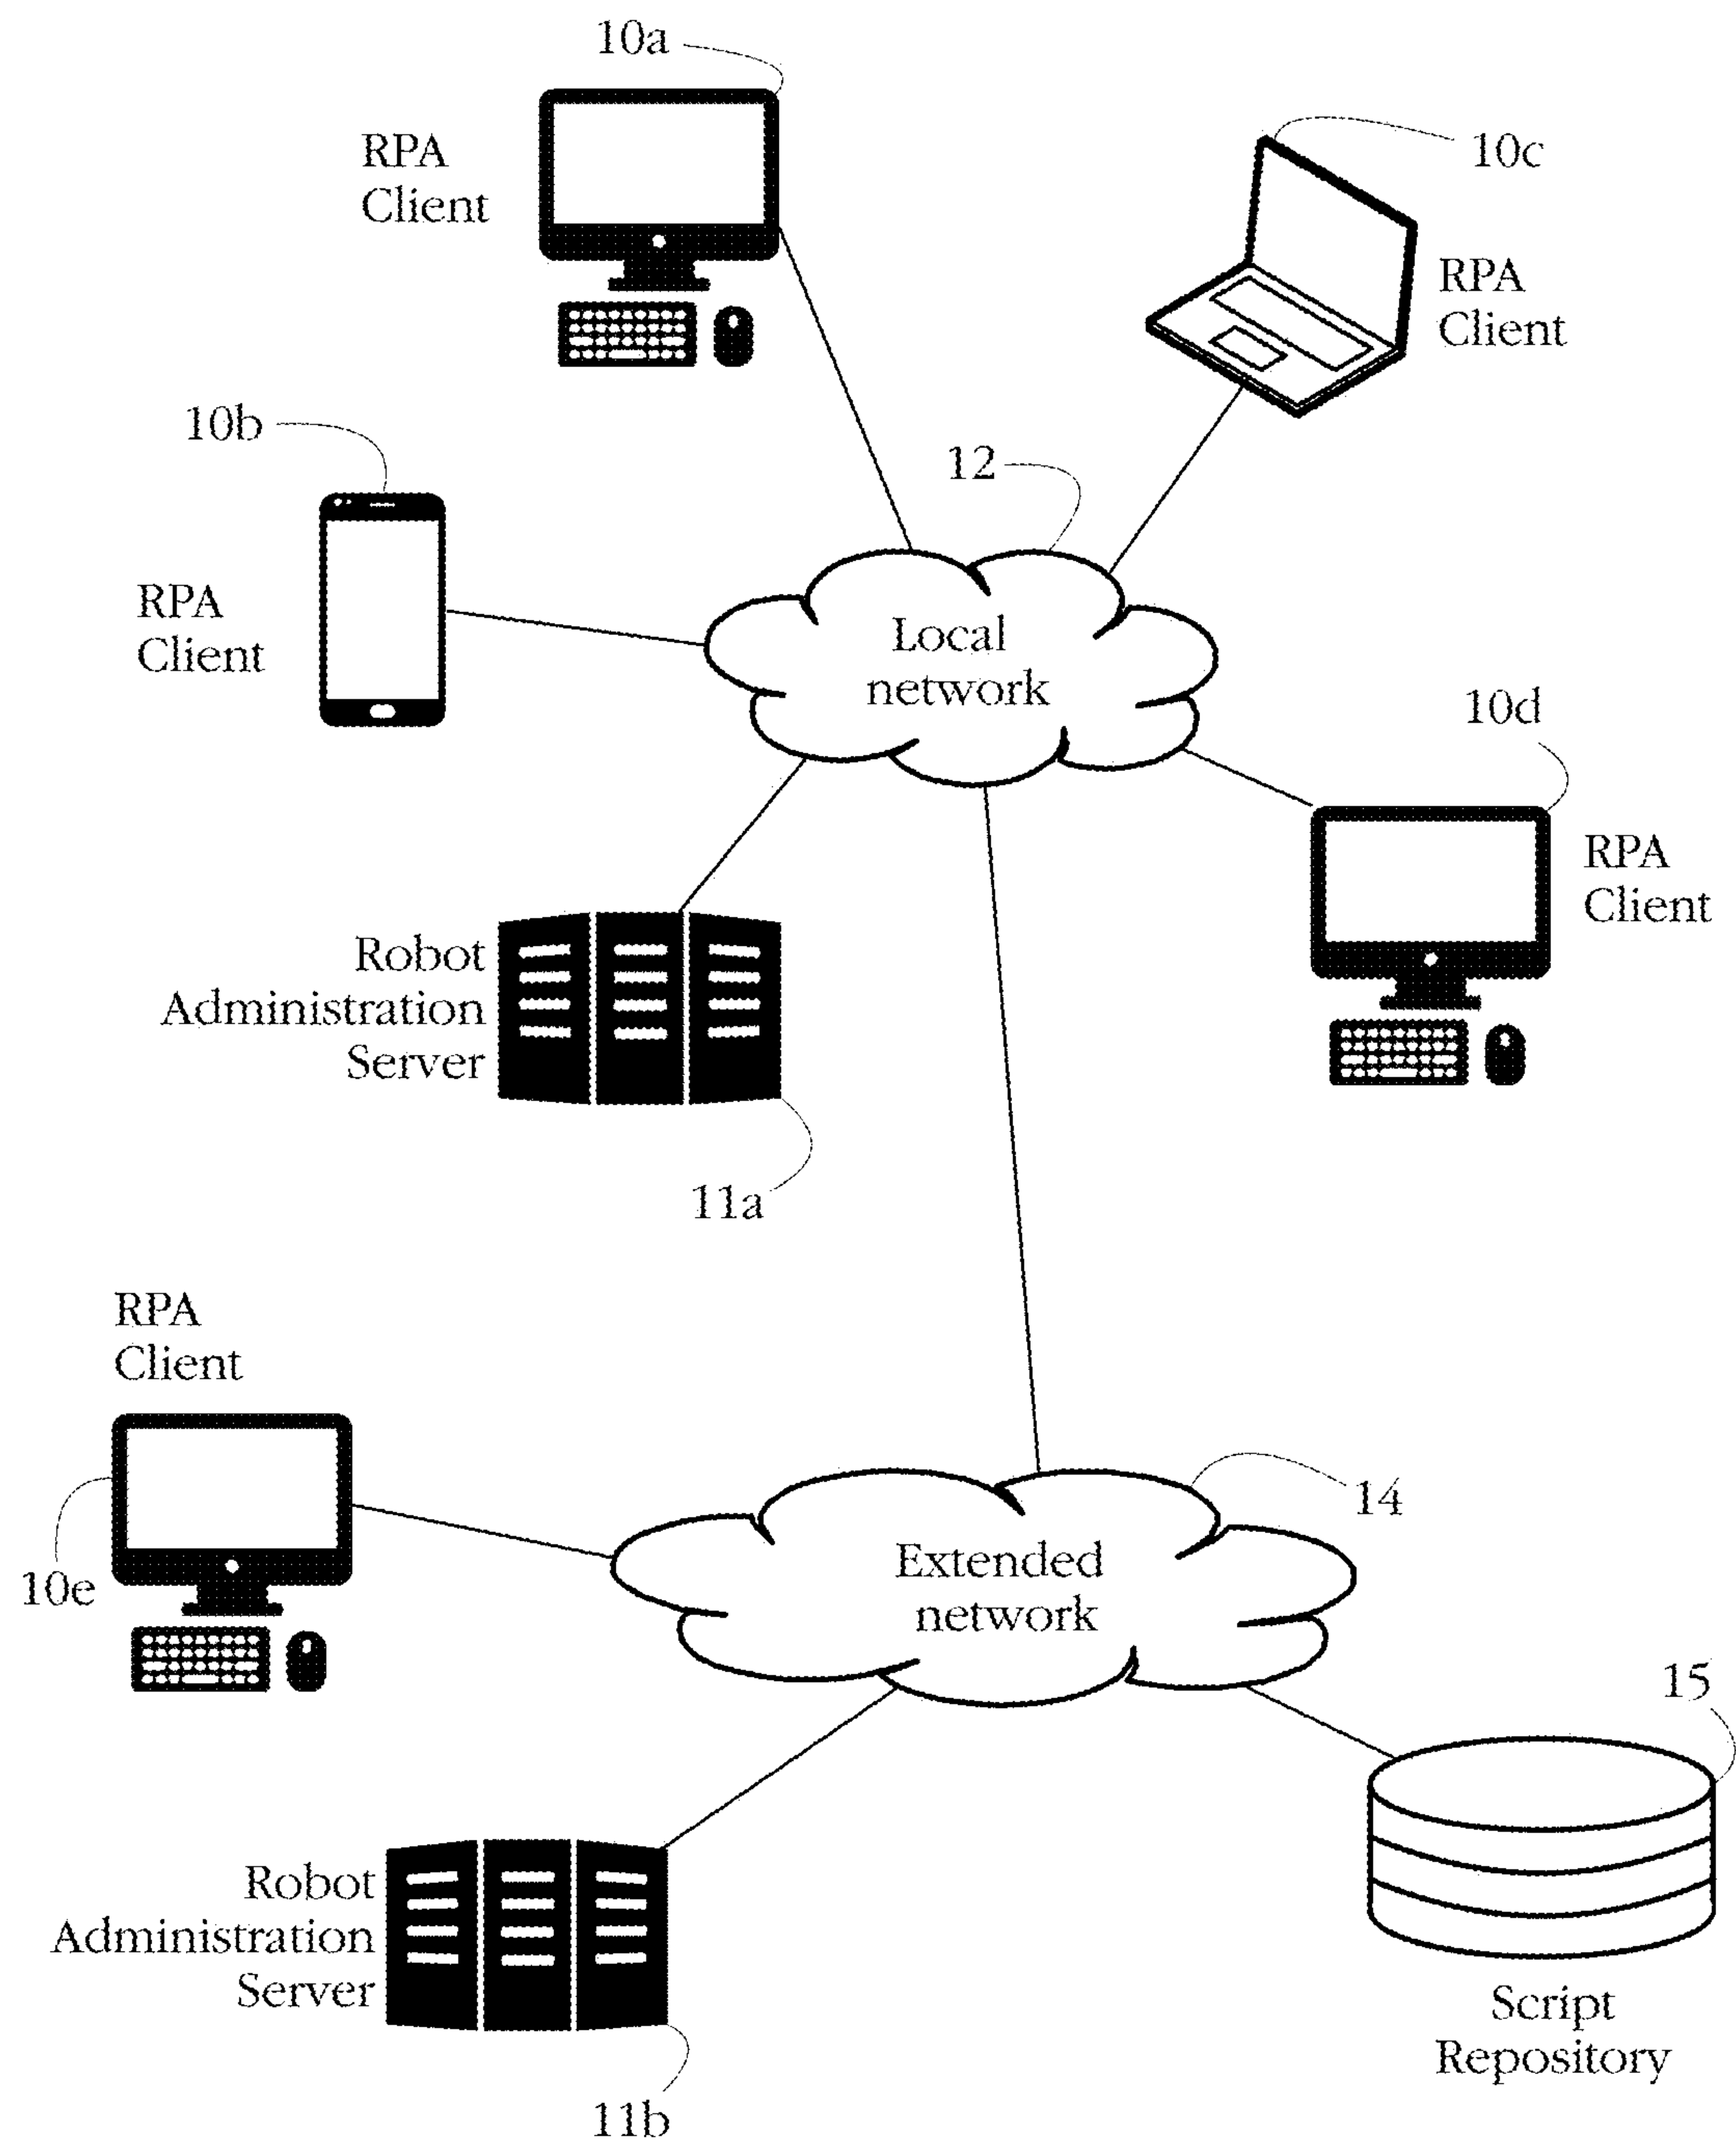 10a
RPA
Client
10c
RPA
Client
10b
RPA
Client
12
Local
network
10d
RPA
Client
Robot
Administration
Server
11a
RPA
Client
10e
14
Extended
network
15
Robot
Administration
Server
11b
Script
Repository